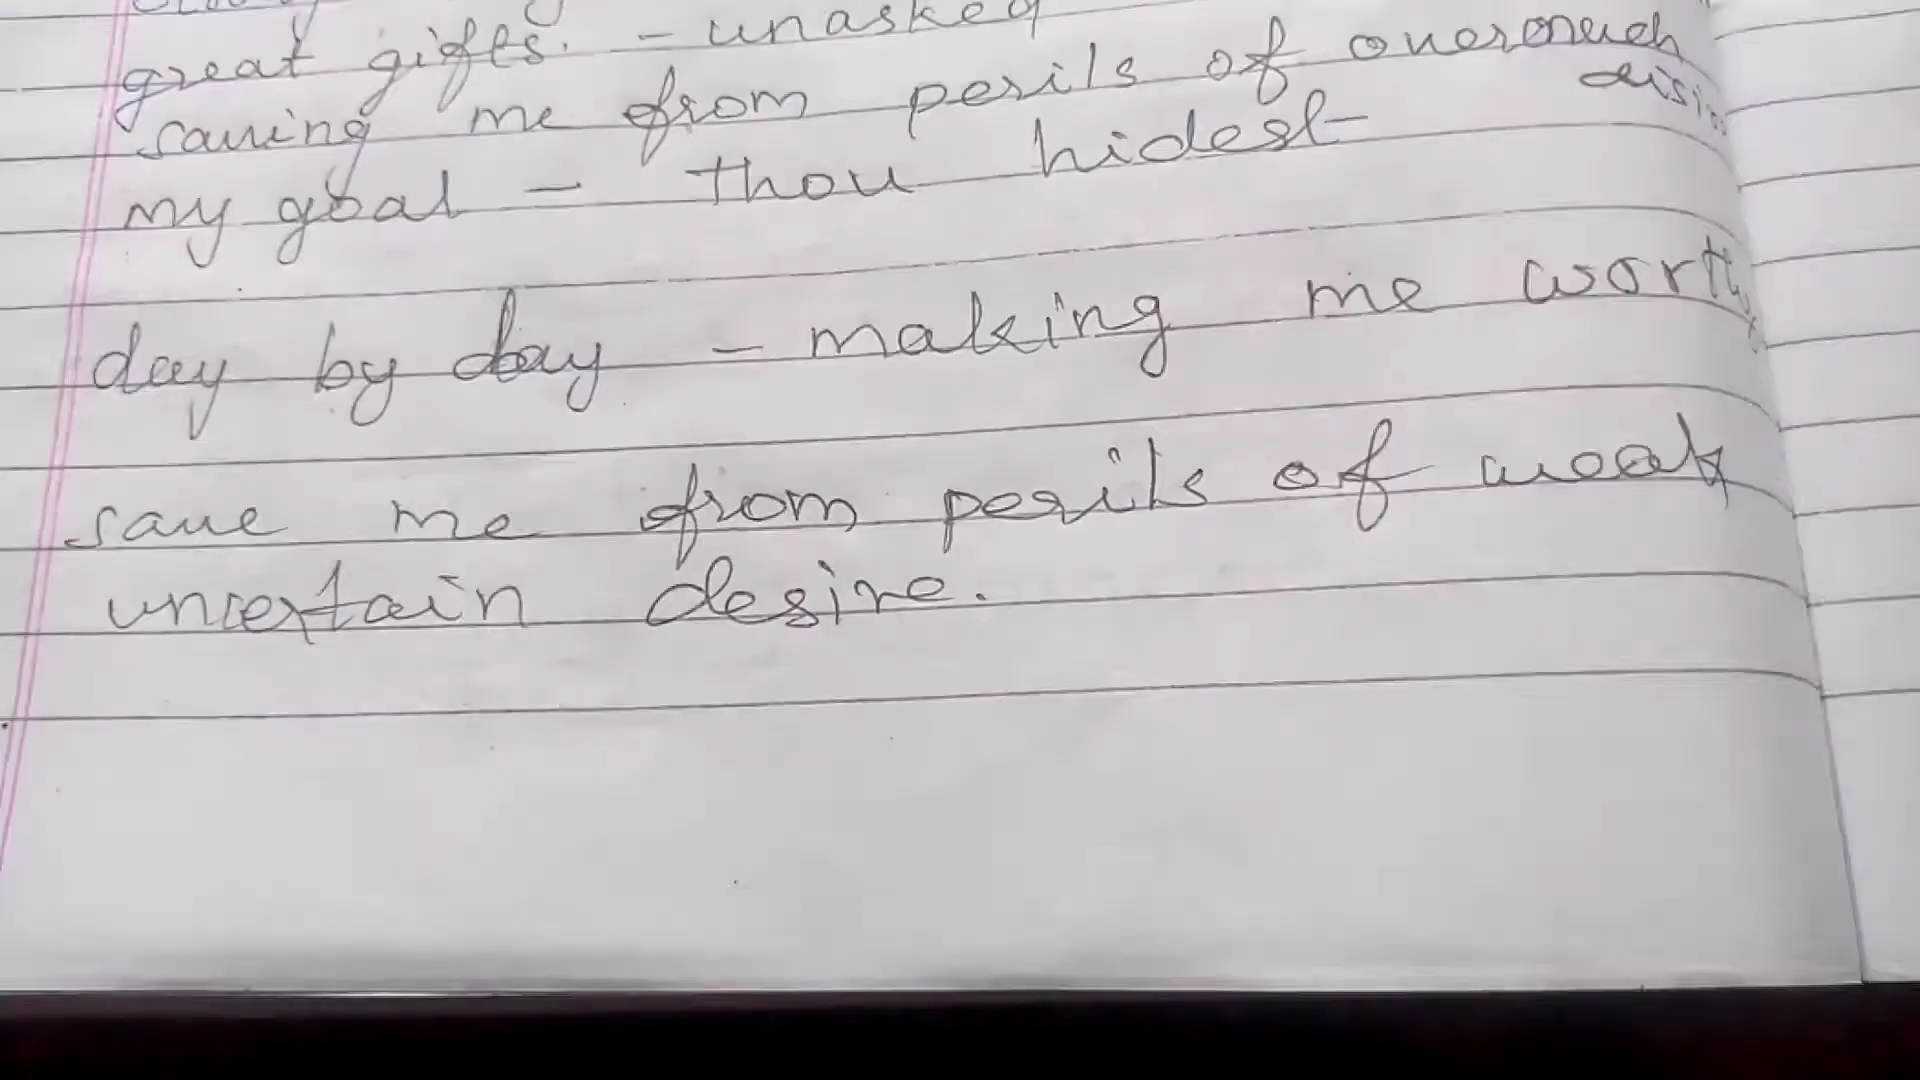 great gifts. - unasked
saving me from perils of overmuch
my goal - thou hidest
day by day - making me worthy
save me from perils of weak
uncertain desire.